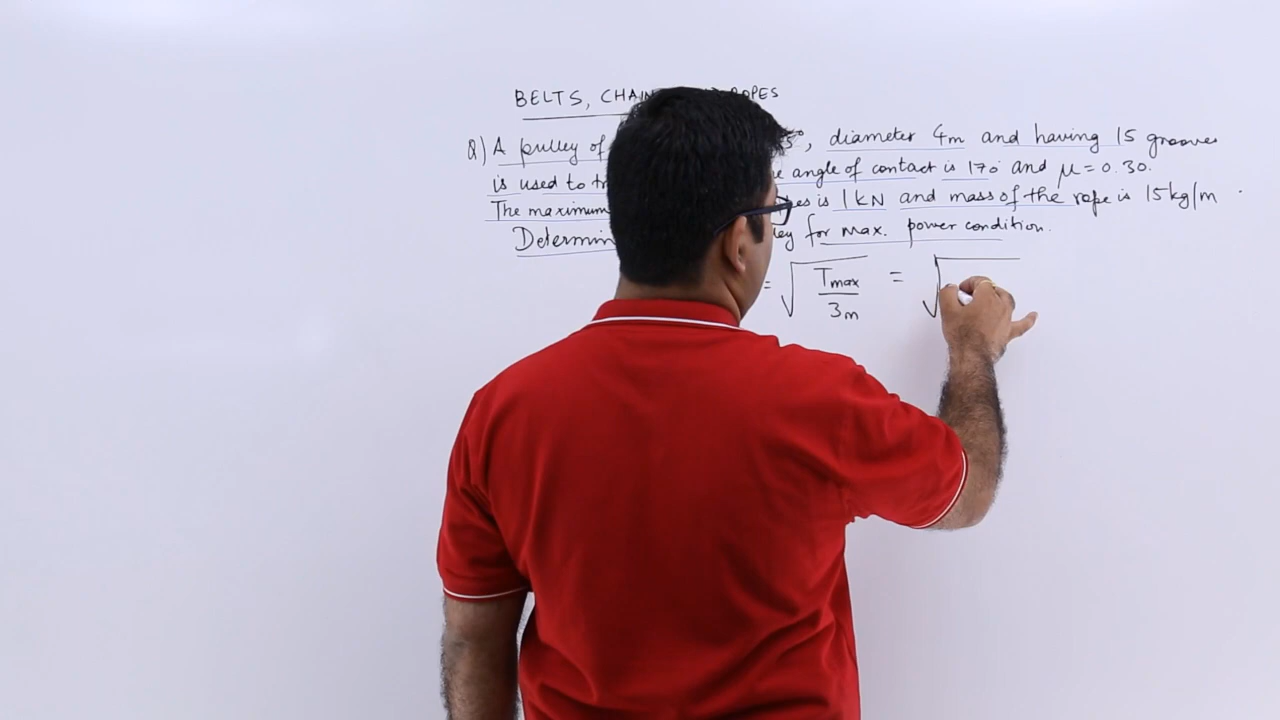 BELTS, CHAIN ROPES
Q) A pulley of 5°, diameter 4m and having 15 grooves
is used to tr angle of contact is 170° and μ = 0.30.
The maximum is 1 kN and mass of the rope is 15 kg/m .
Determin for max. power condition.
= √ Tmax / 3m = √